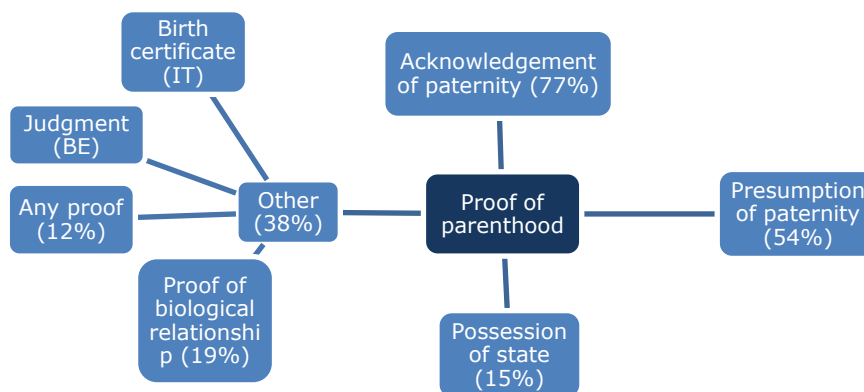 Birth
certificate
(IT)
Acknowledgement
of paternity (77%)
Judgment
(BE)
Any proof
(12%)
Other
(38%)
Proof of
parenthood
Presumption
of paternity
(54%)
Proof of
biological
relationshi
p (19%)
Possession
of state
(15%)